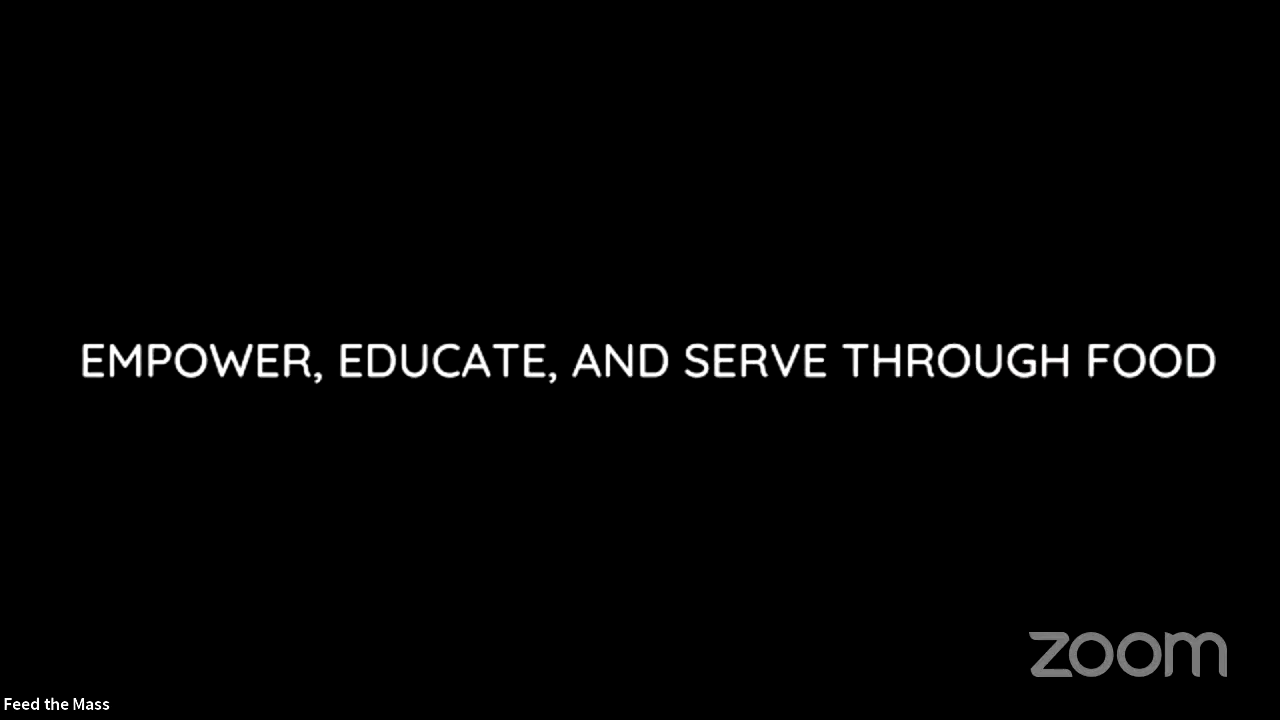 EMPOWER, EDUCATE, AND SERVE THROUGH FOOD
zoom
Feed the Mass